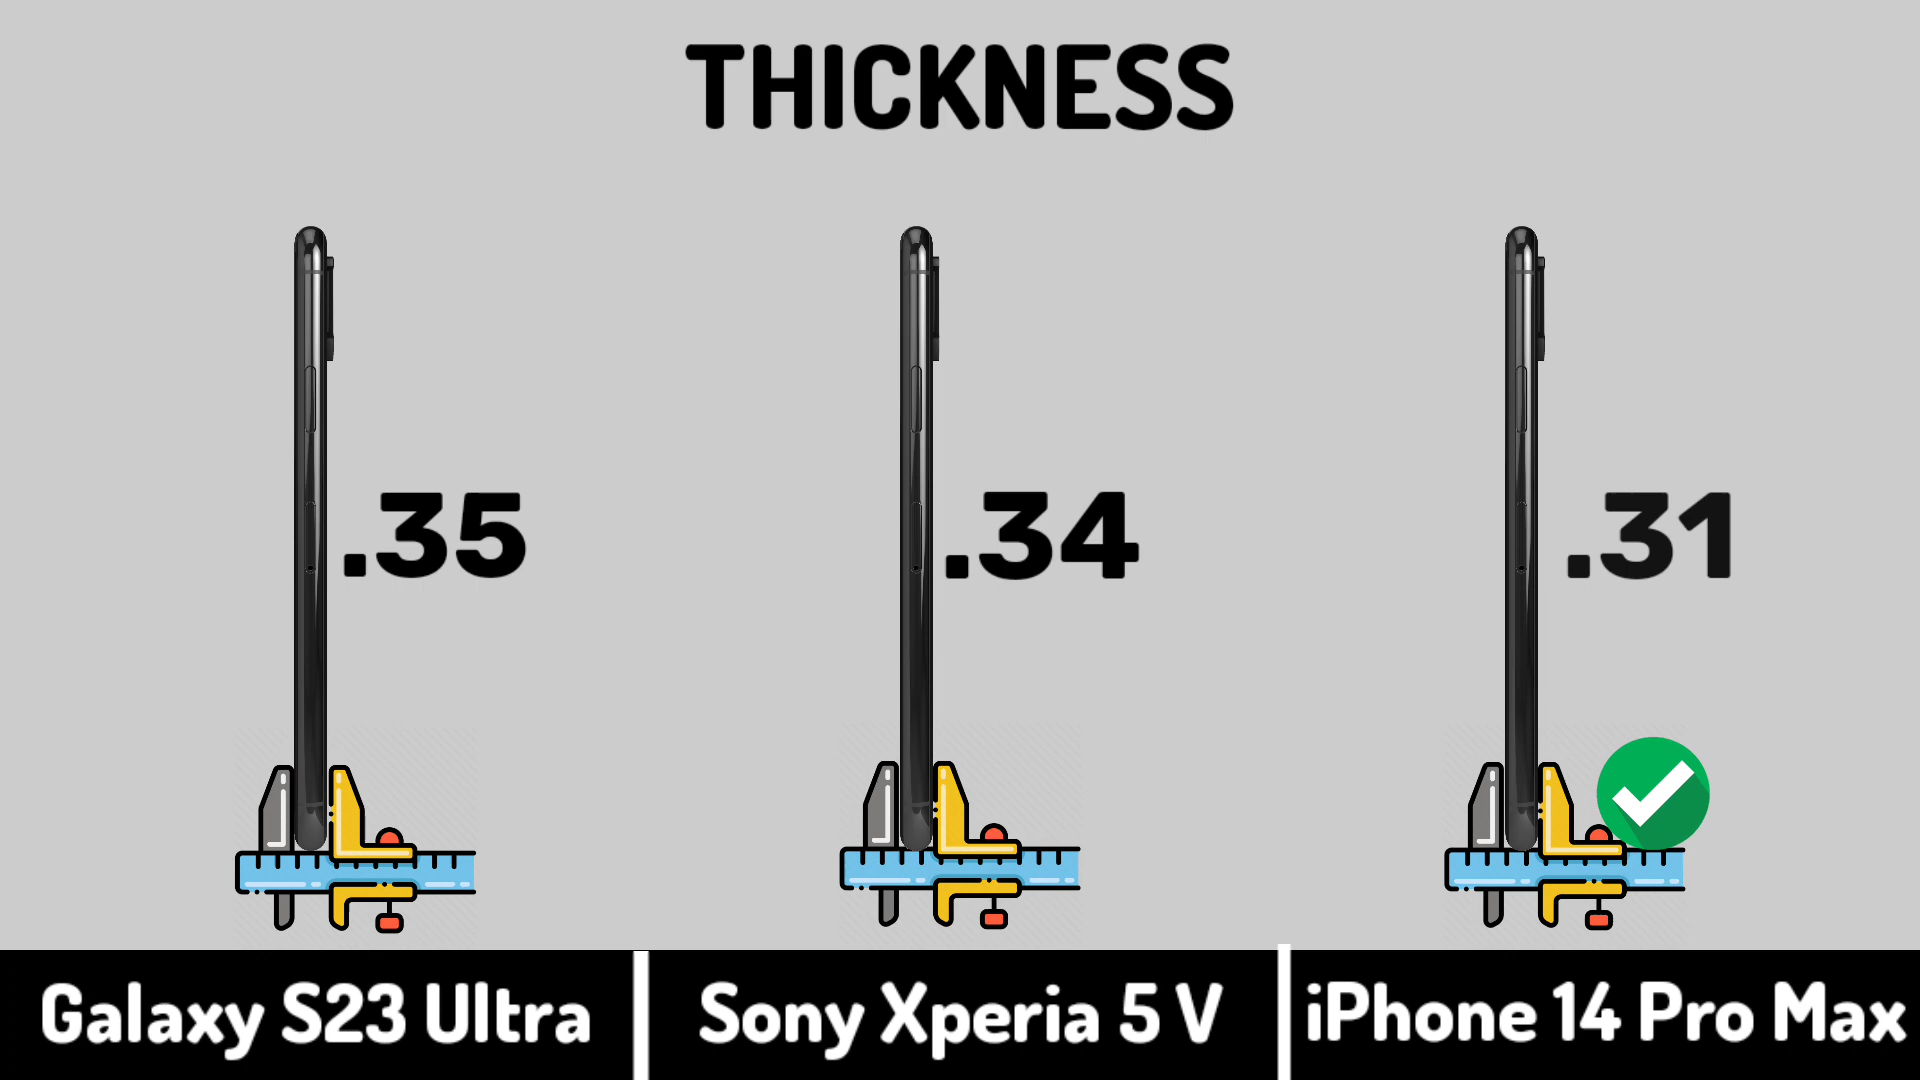 THICKNESS
.35
.34
.31
Galaxy S23 Ultra
Sony Xperia 5 V
iPhone 14 Pro Max